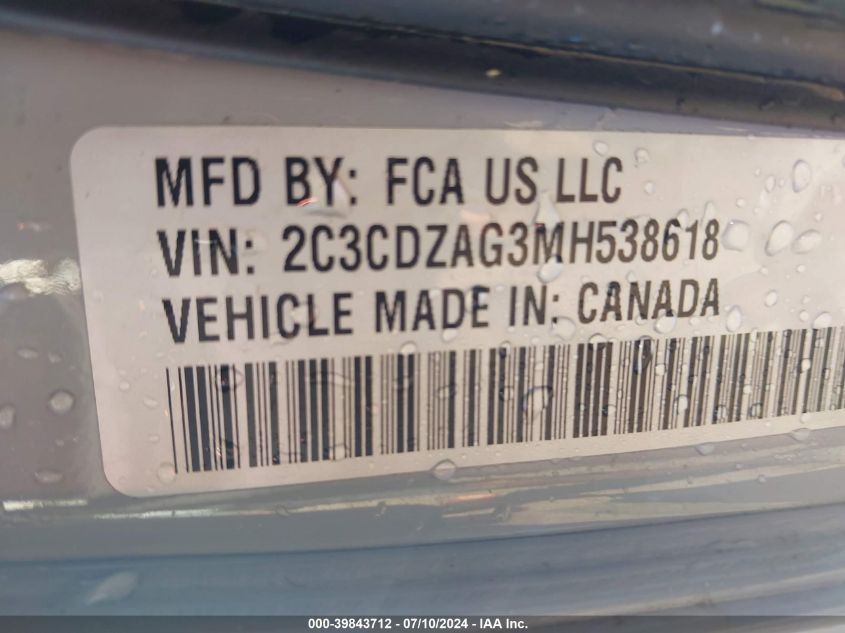 MFD BY: FCA US LLC
VIN: 2C3CDZAG3MH538618
VEHICLE MADE IN: CANADA
000-39843712 - 07/10/2024 - IAA Inc.